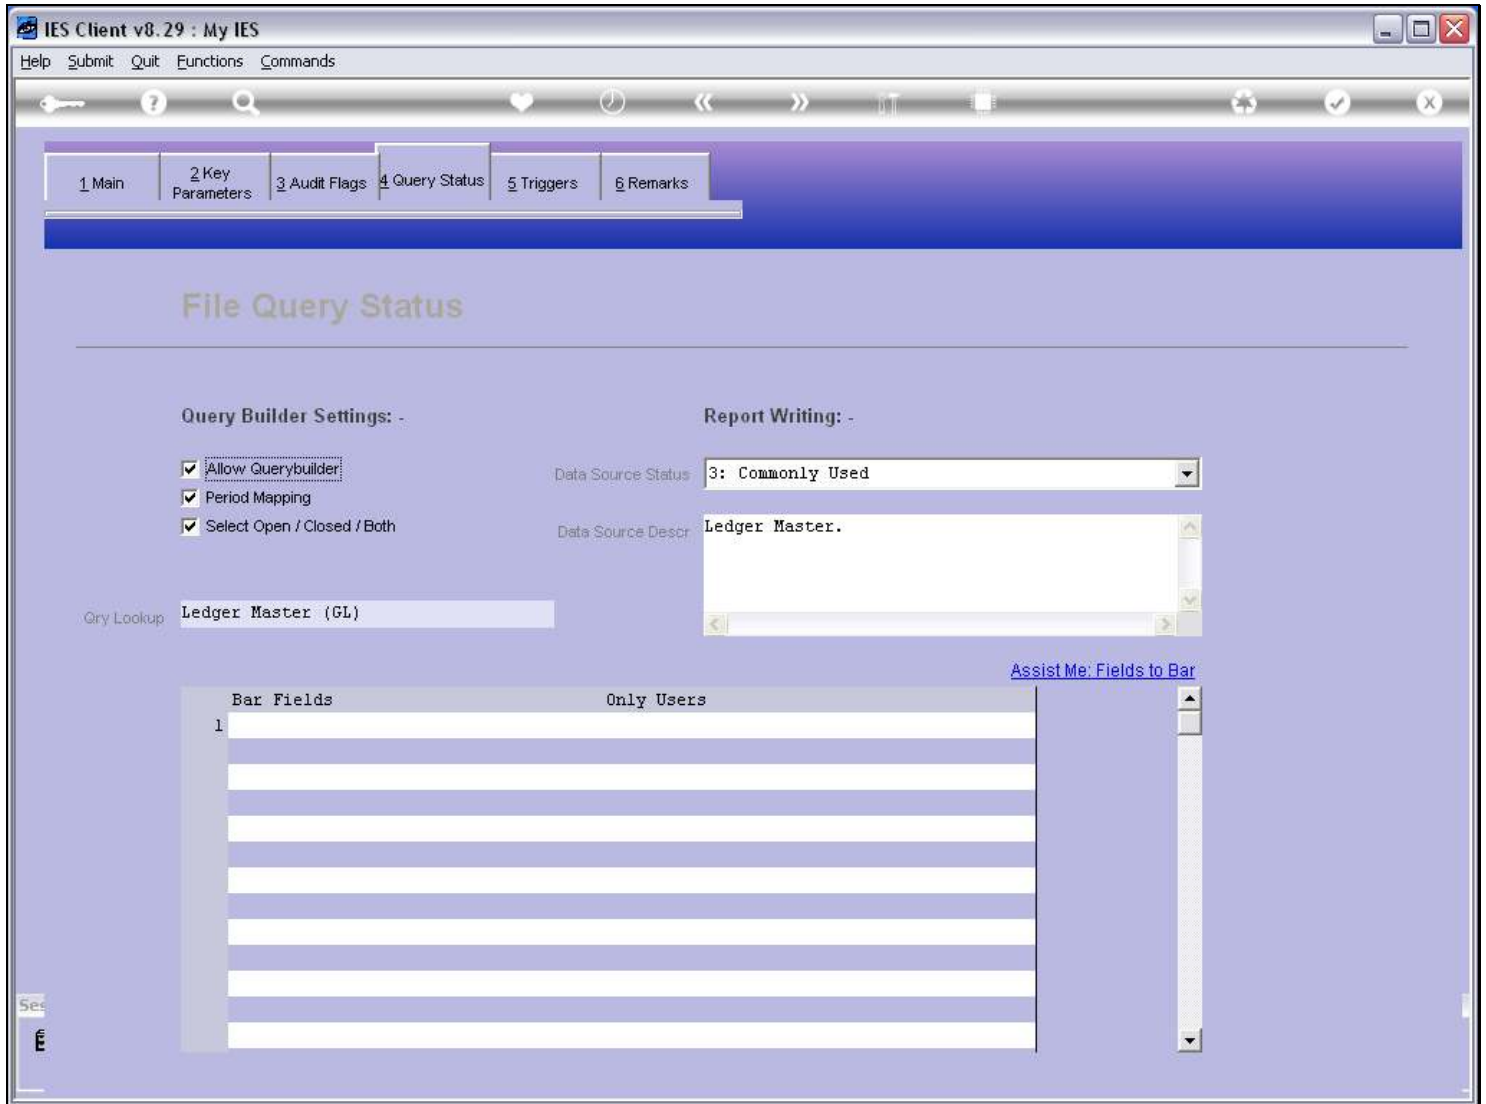 IES Client v8.29 : My IES
Help Submit Quit Functions Commands
1 Main
2 Key Parameters
3 Audit Flags
4 Query Status
5 Triggers
6 Remarks
File Query Status
Query Builder Settings: -
Report Writing: -
Allow Querybuilder
Data Source Status 3: Commonly Used
Period Mapping
Select Open / Closed / Both
Data Source Descr Ledger Master.
Qry Lookup Ledger Master (GL)
Assist Me: Fields to Bar
Bar Fields Only Users
1